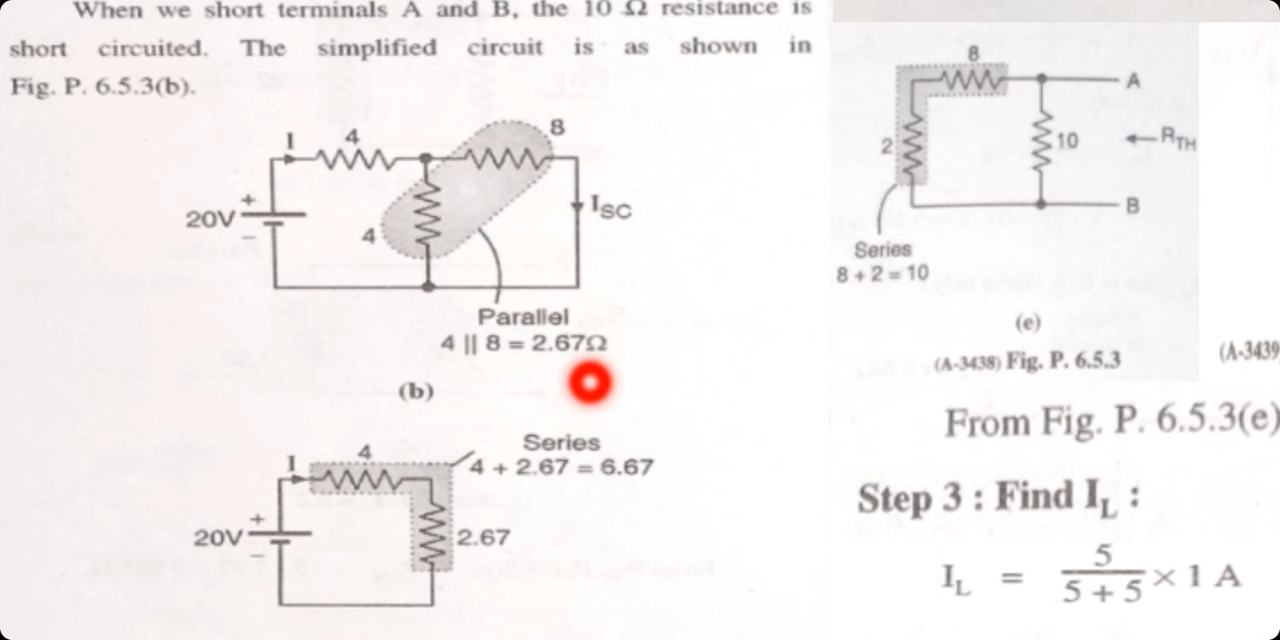 When we short terminals A and B, the 10 Ω resistance is
short circuited. The simplified circuit is as shown in
Fig. P. 6.5.3(b).
I
4
8
20V
+
−
4
ISC
Parallel
4 || 8 = 2.67Ω
(b)
Series
4 + 2.67 = 6.67
I
4
20V
+
−
2.67
8
A
2
10
RTH
B
Series
8 + 2 = 10
(e)
(A-3438) Fig. P. 6.5.3
(A-3439
From Fig. P. 6.5.3(e)
Step 3 : Find IL :
IL = 5/(5 + 5) × 1 A